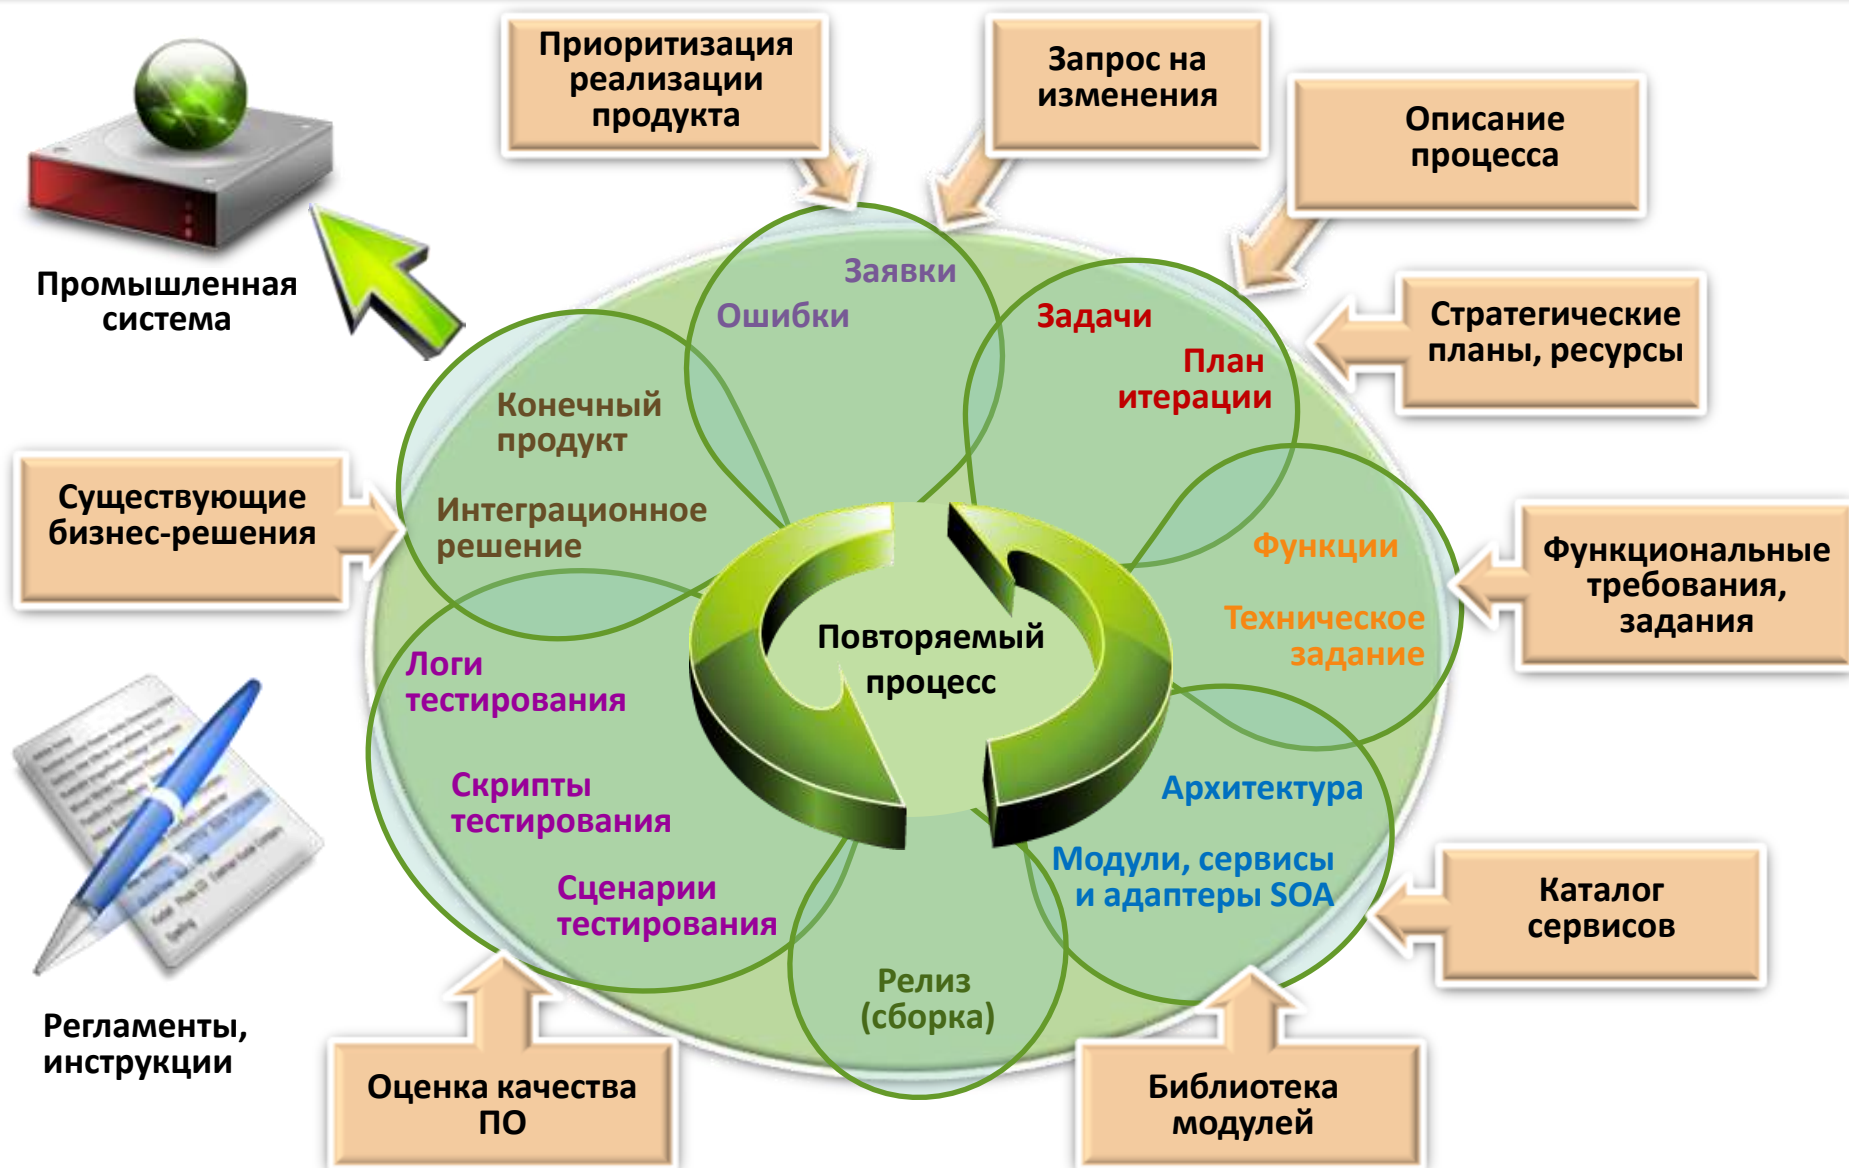 Приоритизация
реализации
продукта
Запрос на
изменения
Описание
процесса
Промышленная
система
Заявки
Ошибки
Задачи
План
итерации
Стратегические
планы, ресурсы
Конечный
продукт
Интеграционное
решение
Существующие
бизнес-решения
Функции
Техническое
задание
Функциональные
требования,
задания
Повторяемый
процесс
Логи
тестирования
Скрипты
тестирования
Сценарии
тестирования
Архитектура
Модули, сервисы
и адаптеры SOA
Каталог
сервисов
Релиз
(сборка)
Регламенты,
инструкции
Оценка качества
ПО
Библиотека
модулей